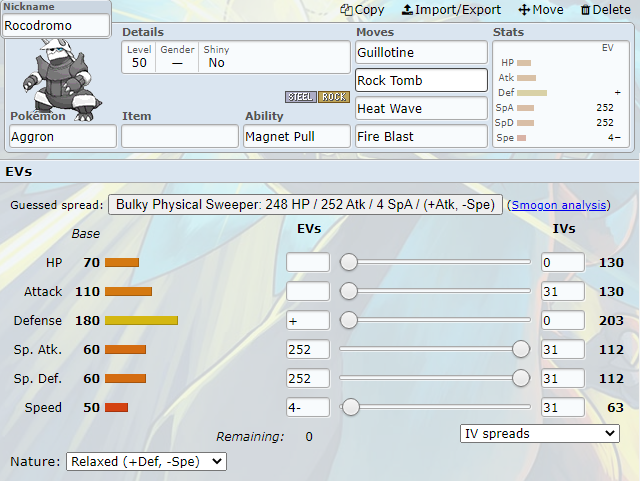 Nickname
Rocodromo
Copy Import/Export Move Delete
Details
Level Gender Shiny
50 — No
STEEL ROCK
Pokémon Item Ability
Aggron Magnet Pull
Moves
Guillotine
Rock Tomb
Heat Wave
Fire Blast
Stats
EV
HP
Atk
Def +
SpA 252
SpD 252
Spe 4−
EVs
Guessed spread: Bulky Physical Sweeper: 248 HP / 252 Atk / 4 SpA / (+Atk, -Spe) (Smogon analysis)
Base EVs IVs
HP 70 0 130
Attack 110 31 130
Defense 180 + 0 203
Sp. Atk. 60 252 31 112
Sp. Def. 60 252 31 112
Speed 50 4- 31 63
Remaining: 0 IV spreads
Nature: Relaxed (+Def, -Spe)